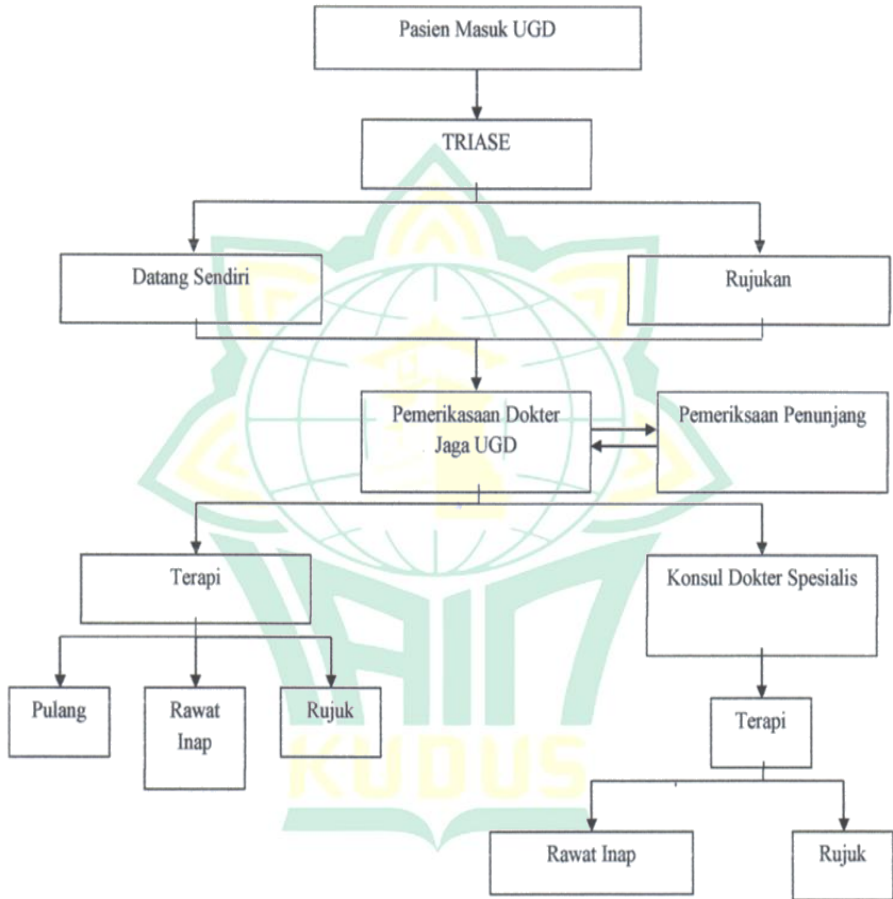 Pasien Masuk UGD
TRIASE
Datang Sendiri
Rujukan
Pemerikasaan Dokter
Jaga UGD
Pemeriksaan Penunjang
Terapi
Konsul Dokter Spesialis
Pulang
Rawat
Inap
Rujuk
Terapi
Rawat Inap
Rujuk
IAIN
KUDUS